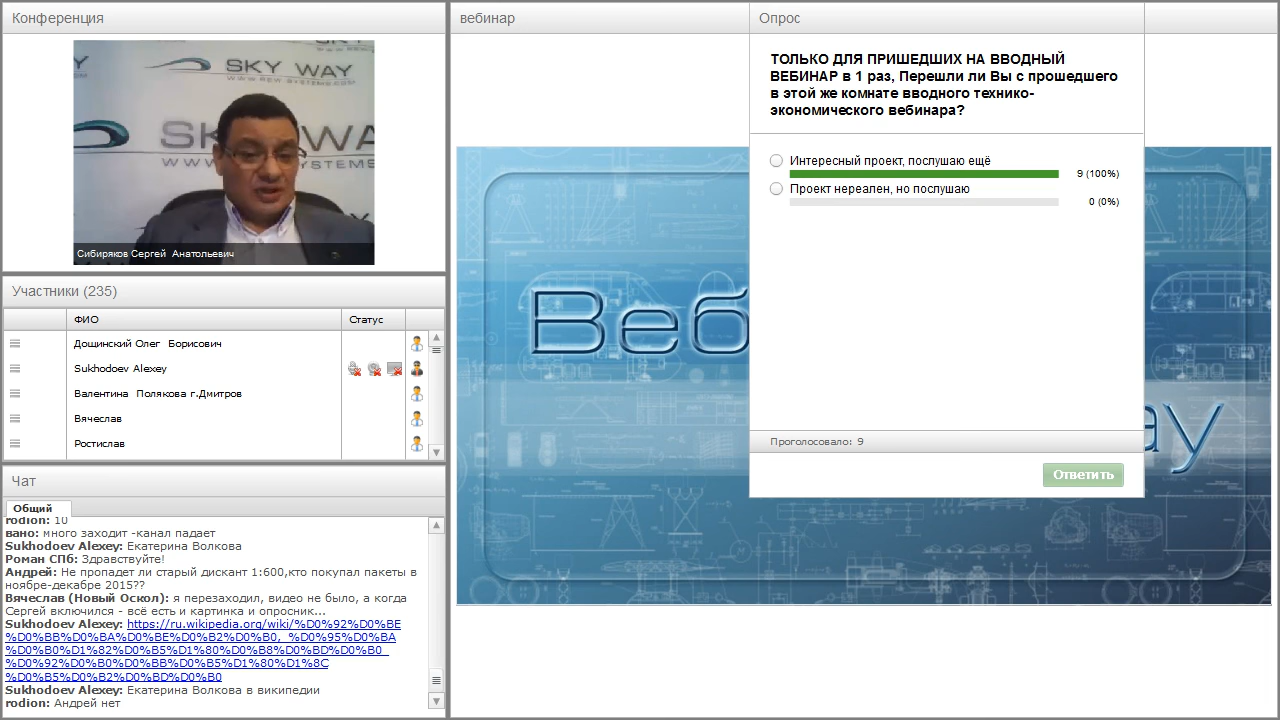 Конференция
SKY WAY
WWW.RSW-SYSTEMS.COM
SKY WAY
Сибиряков Сергей Анатольевич
Участники (235)
ФИО
Статус
Дощинский Олег Борисович
Sukhodoev Alexey
Валентина Полякова г.Дмитров
Вячеслав
Ростислав
Чат
Общий
rodion: 10
вано: много заходит -канал падает
Sukhodoev Alexey: Екатерина Волкова
Роман СПб: Здравствуйте!
Андрей: Не пропадет ли старый дискант 1:600,кто покупал пакеты в
ноябре-декабре 2015??
Вячеслав (Новый Оскол): я перезаходил, видео не было, а когда
Сергей включился - всё есть и картинка и опросник...
Sukhodoev Alexey: https://ru.wikipedia.org/wiki/%D0%92%D0%BE
%D0%BB%D0%BA%D0%BE%D0%B2%D0%B0,_%D0%95%D0%BA
%D0%B0%D1%82%D0%B5%D1%80%D0%B8%D0%BD%D0%B0_
%D0%92%D0%B0%D0%BB%D0%B5%D1%80%D1%8C
%D0%B5%D0%B2%D0%BD%D0%B0
Sukhodoev Alexey: Екатерина Волкова в википедии
rodion: Андрей нет
вебинар
Веб
ay
Опрос
ТОЛЬКО ДЛЯ ПРИШЕДШИХ НА ВВОДНЫЙ
ВЕБИНАР в 1 раз, Перешли ли Вы с прошедшего
в этой же комнате вводного технико-
экономического вебинара?
Интересный проект, послушаю ещё
9 (100%)
Проект нереален, но послушаю
0 (0%)
Проголосовало: 9
Ответить